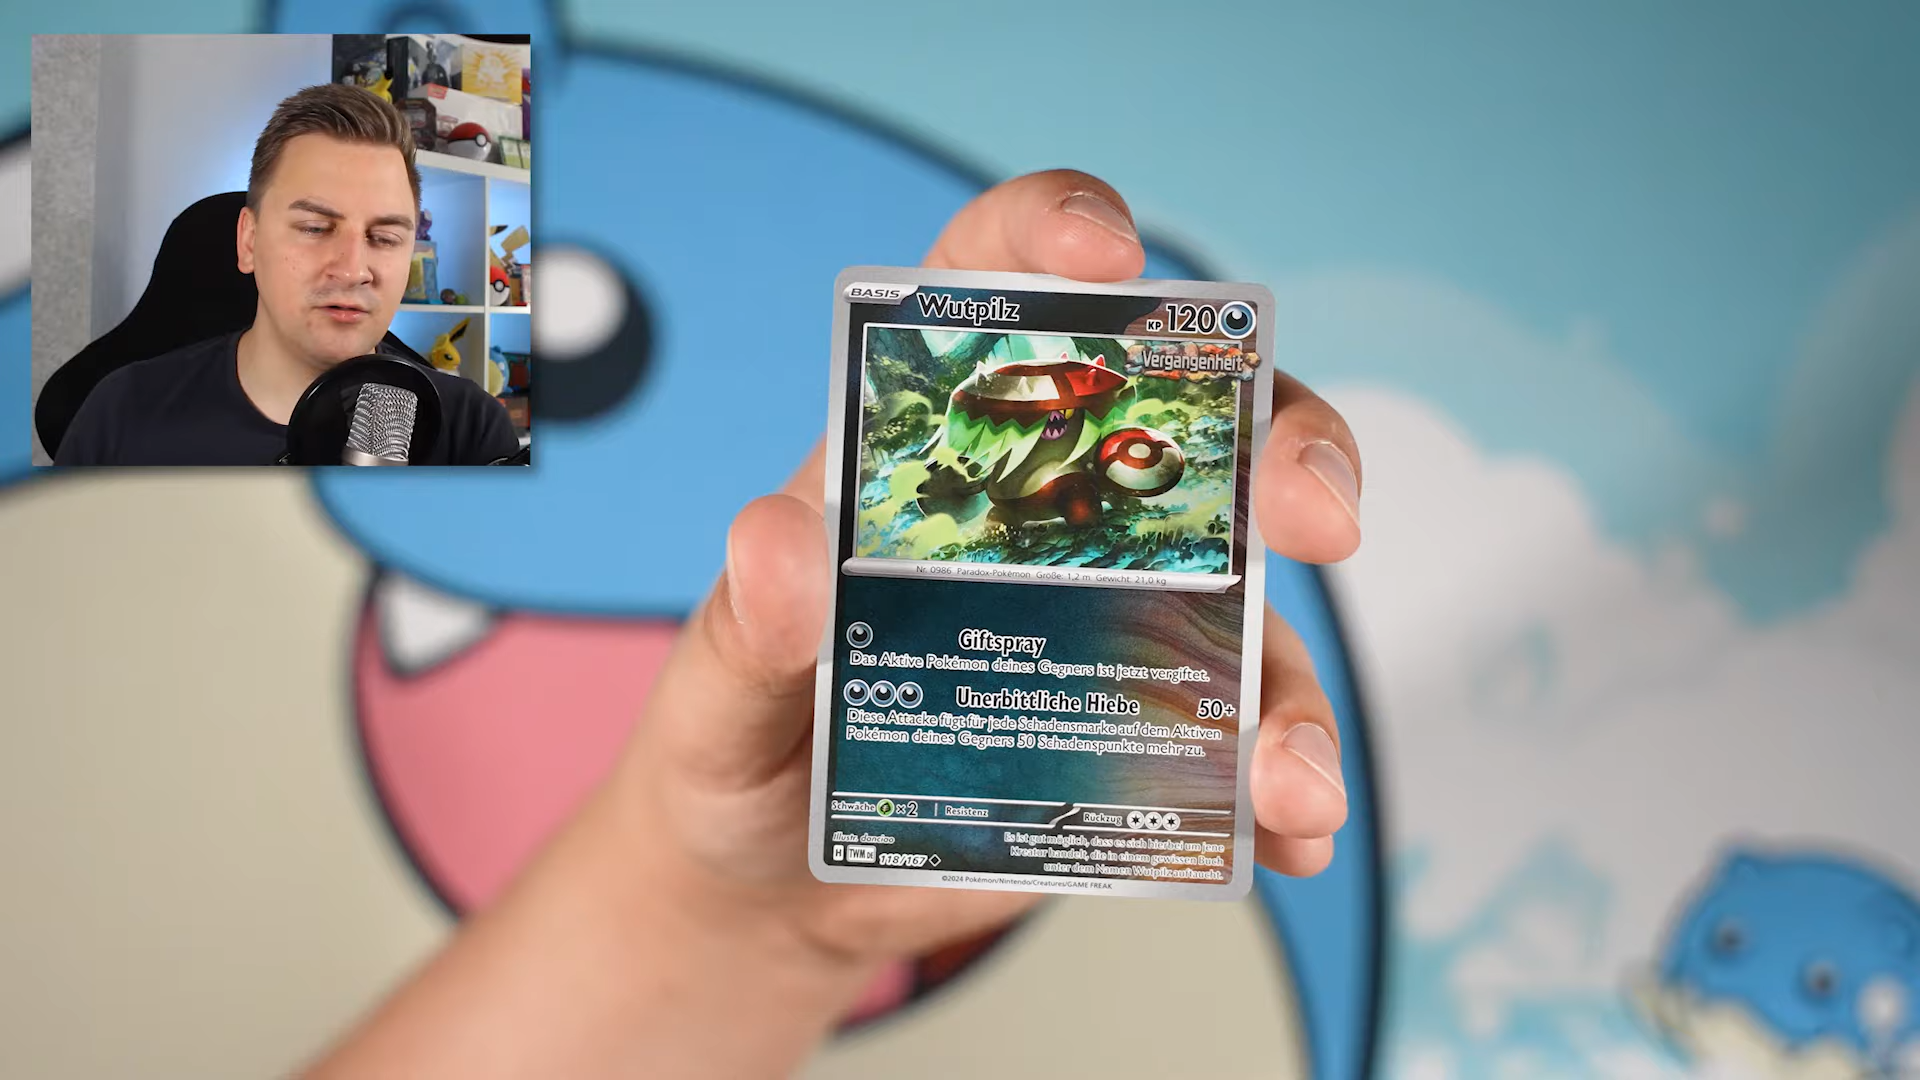 BASIS Wutpilz KP 120
Vergangenheit
Nr. 0986 Paradox-Pokémon Größe: 1,2 m Gewicht: 21,0 kg
Giftspray
Das Aktive Pokémon deines Gegners ist jetzt vergiftet.
Unerbittliche Hiebe 50+
Diese Attacke fügt für jede Schadensmarke auf dem Aktiven
Pokémon deines Gegners 50 Schadenspunkte mehr zu.
Schwäche ×2 Resistenz Rückzug
Illustr. danciao
H TWM DE 118/167
Es ist gut möglich, dass es sich hierbei um jene
Kreatur handelt, die in einem gewissen Buch
unter dem Namen Wutpilz auftaucht.
©2024 Pokémon/Nintendo/Creatures/GAME FREAK